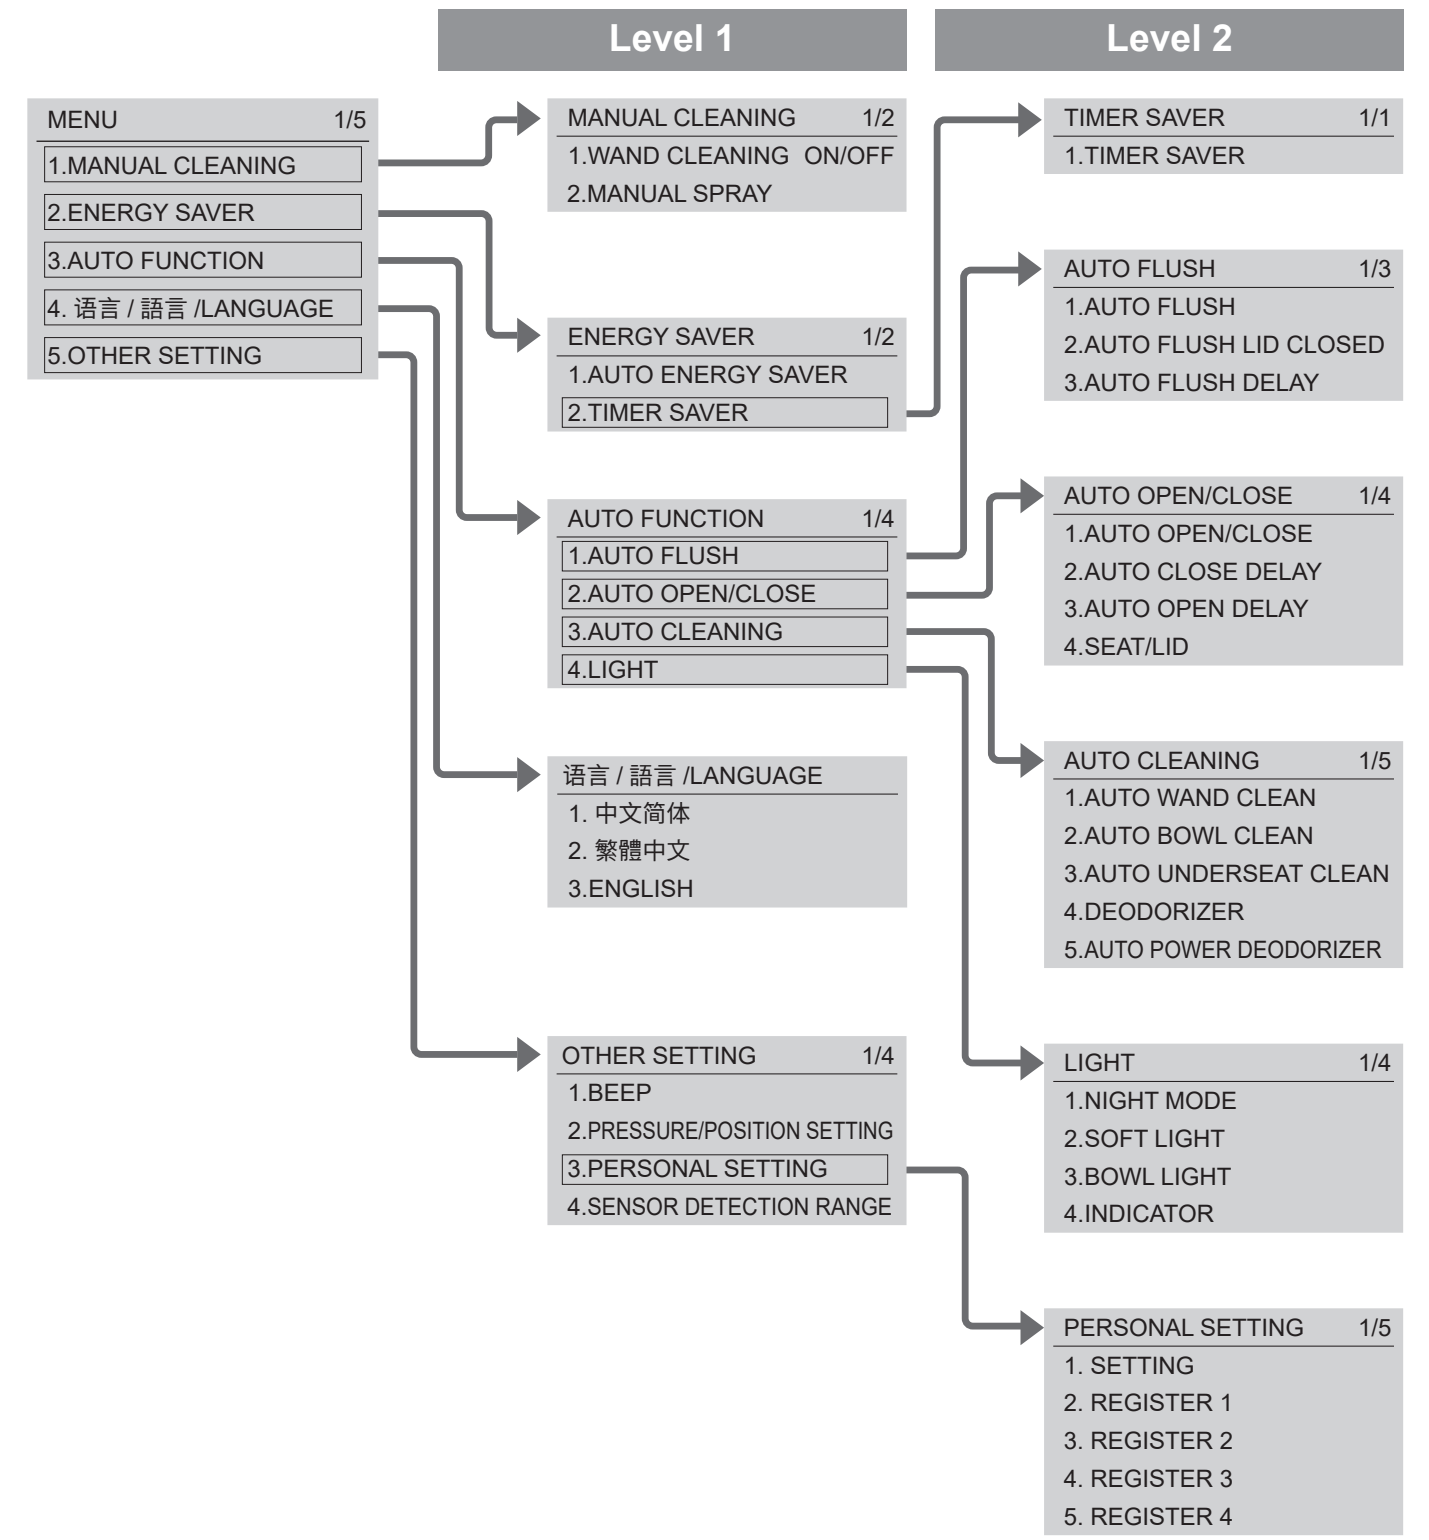 Level 1
Level 2
MENU 1/5
1.MANUAL CLEANING
2.ENERGY SAVER
3.AUTO FUNCTION
4. 语言 / 語言 /LANGUAGE
5.OTHER SETTING
MANUAL CLEANING 1/2
1.WAND CLEANING ON/OFF
2.MANUAL SPRAY
ENERGY SAVER 1/2
1.AUTO ENERGY SAVER
2.TIMER SAVER
AUTO FUNCTION 1/4
1.AUTO FLUSH
2.AUTO OPEN/CLOSE
3.AUTO CLEANING
4.LIGHT
语言 / 語言 /LANGUAGE
1. 中文简体
2. 繁體中文
3.ENGLISH
OTHER SETTING 1/4
1.BEEP
2.PRESSURE/POSITION SETTING
3.PERSONAL SETTING
4.SENSOR DETECTION RANGE
TIMER SAVER 1/1
1.TIMER SAVER
AUTO FLUSH 1/3
1.AUTO FLUSH
2.AUTO FLUSH LID CLOSED
3.AUTO FLUSH DELAY
AUTO OPEN/CLOSE 1/4
1.AUTO OPEN/CLOSE
2.AUTO CLOSE DELAY
3.AUTO OPEN DELAY
4.SEAT/LID
AUTO CLEANING 1/5
1.AUTO WAND CLEAN
2.AUTO BOWL CLEAN
3.AUTO UNDERSEAT CLEAN
4.DEODORIZER
5.AUTO POWER DEODORIZER
LIGHT 1/4
1.NIGHT MODE
2.SOFT LIGHT
3.BOWL LIGHT
4.INDICATOR
PERSONAL SETTING 1/5
1. SETTING
2. REGISTER 1
3. REGISTER 2
4. REGISTER 3
5. REGISTER 4